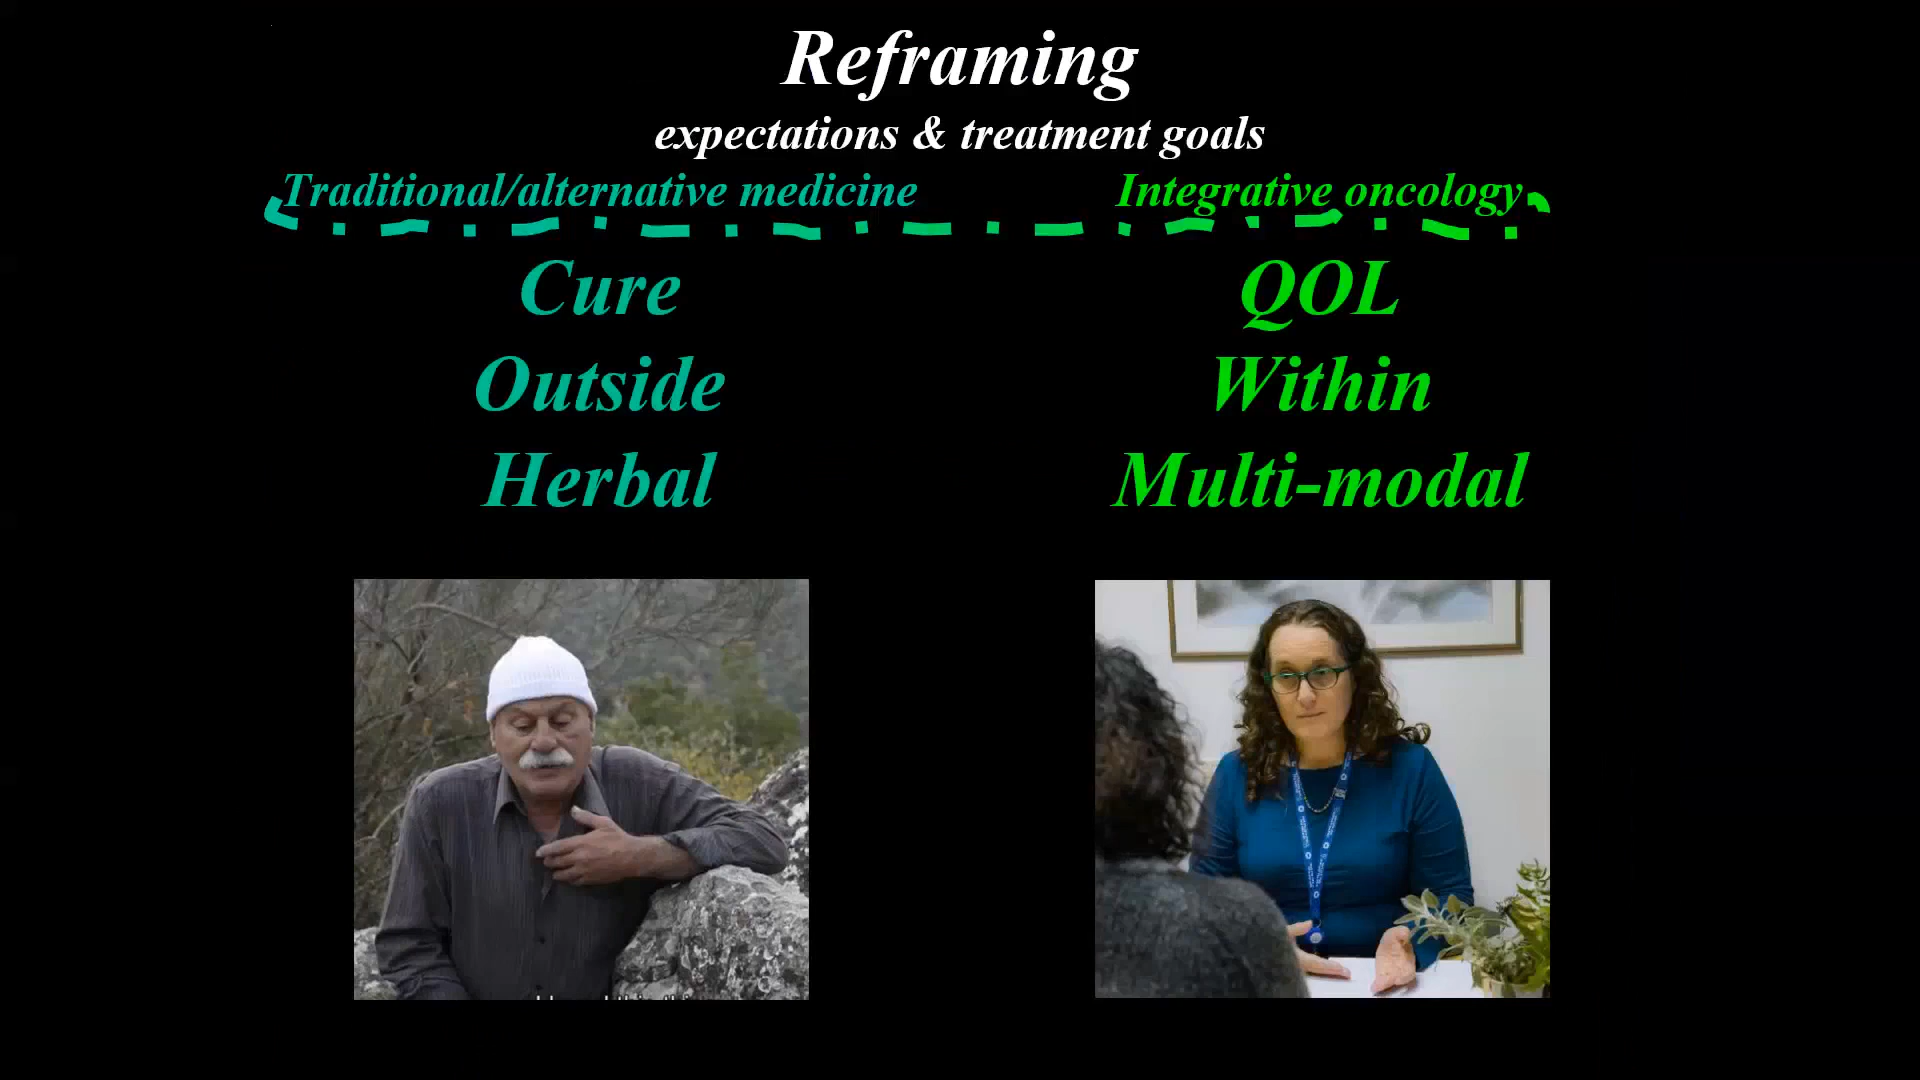 Reframing
expectations & treatment goals
Traditional/alternative medicine
Integrative oncology
Cure
QOL
Outside
Within
Herbal
Multi-modal